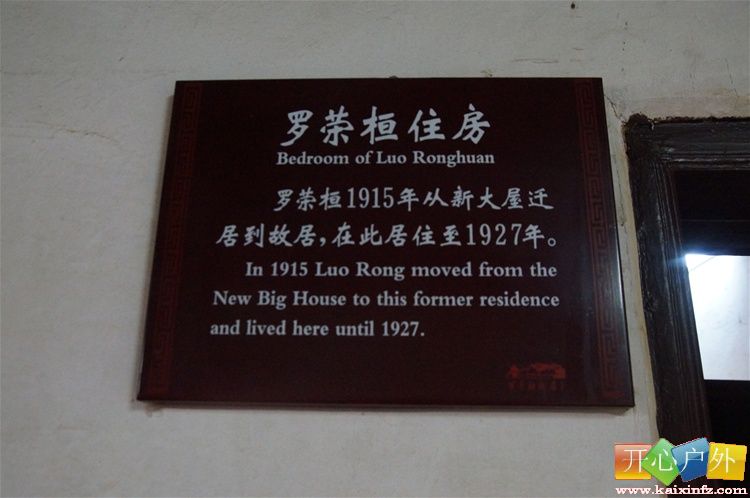 罗荣桓住房
Bedroom of Luo Ronghuan
罗荣桓1915年从新大屋迁
居到故居，在此居住至1927年。
In 1915 Luo Rong moved from the
New Big House to this former residence
and lived here until 1927.
开心户外
www.kaixinfz.com